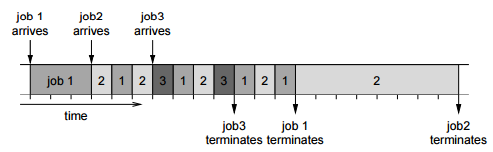 job 1 arrives
job2 arrives
job3 arrives
job 1 2 1 2 3 1 2 3 1 2 1 2
time
job3 terminates
job 1 terminates
job2 terminates